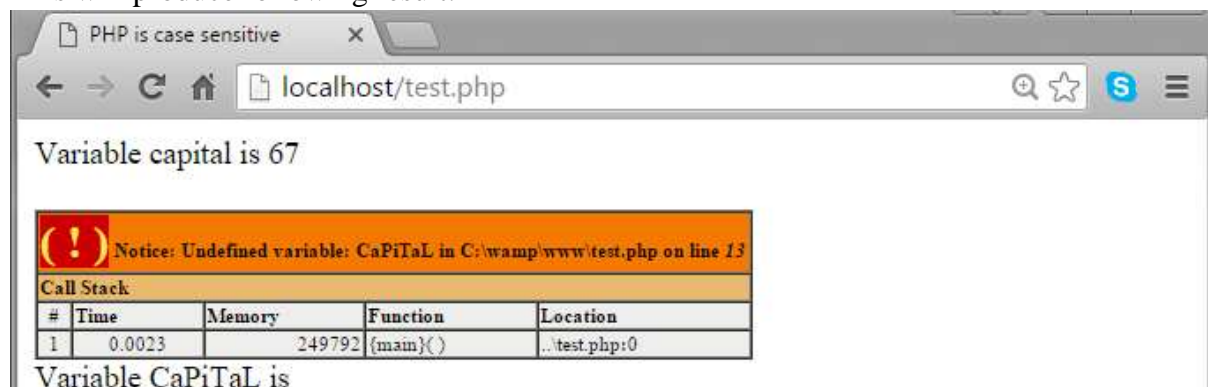 PHP is case sensitive
localhost/test.php
Variable capital is 67
( ! ) Notice: Undefined variable: CaPiTaL in C:\wamp\www\test.php on line 13
Call Stack
# Time Memory Function Location
1 0.0023 249792 {main}( ) ..\test.php:0
Variable CaPiTaL is